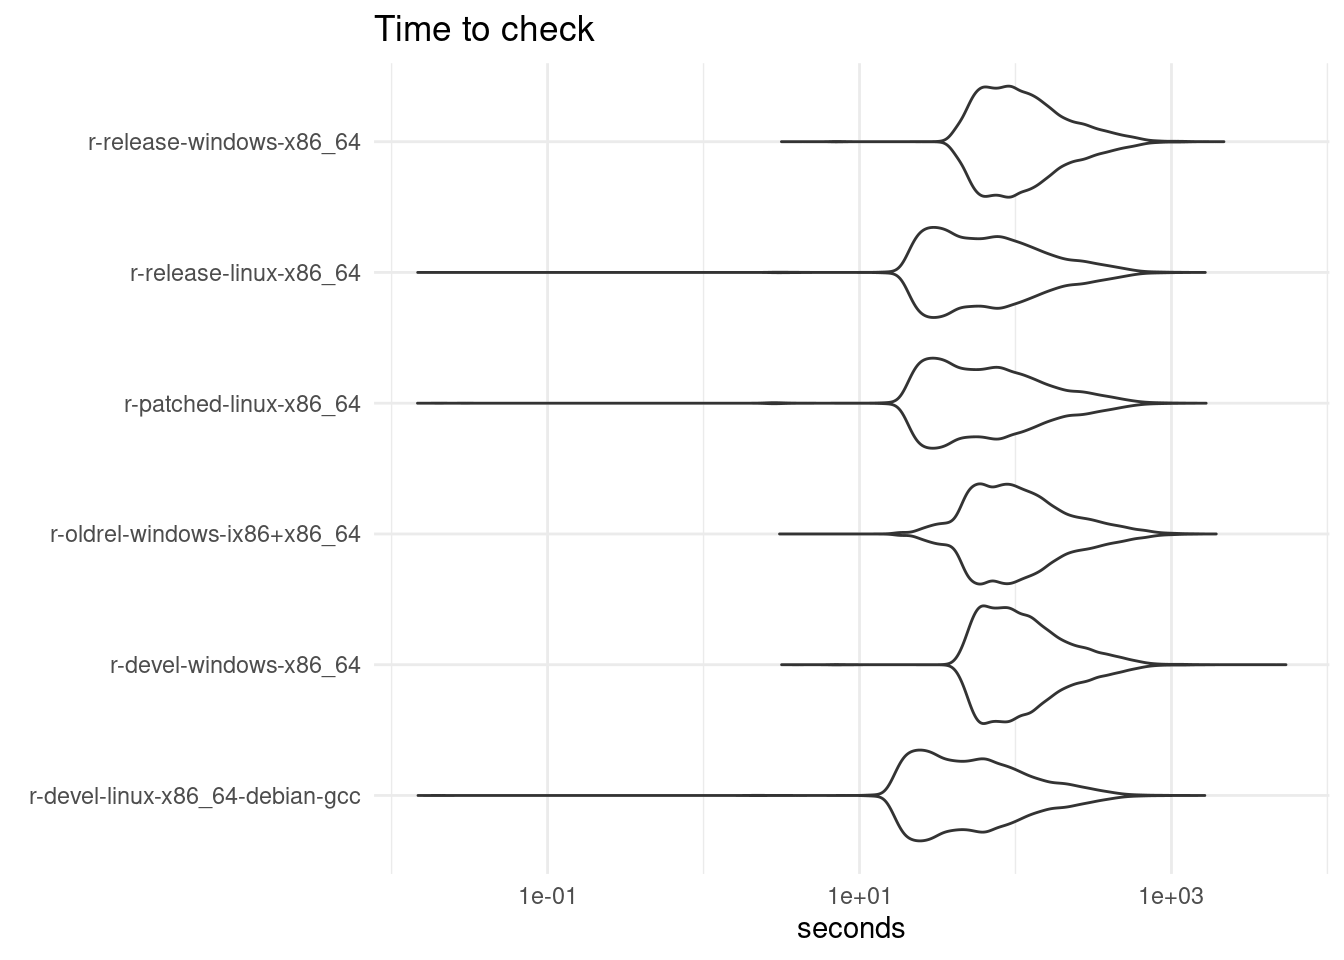 Time to check
r-release-windows-x86_64
r-release-linux-x86_64
r-patched-linux-x86_64
r-oldrel-windows-ix86+x86_64
r-devel-windows-x86_64
r-devel-linux-x86_64-debian-gcc
1e-01 1e+01 1e+03
seconds